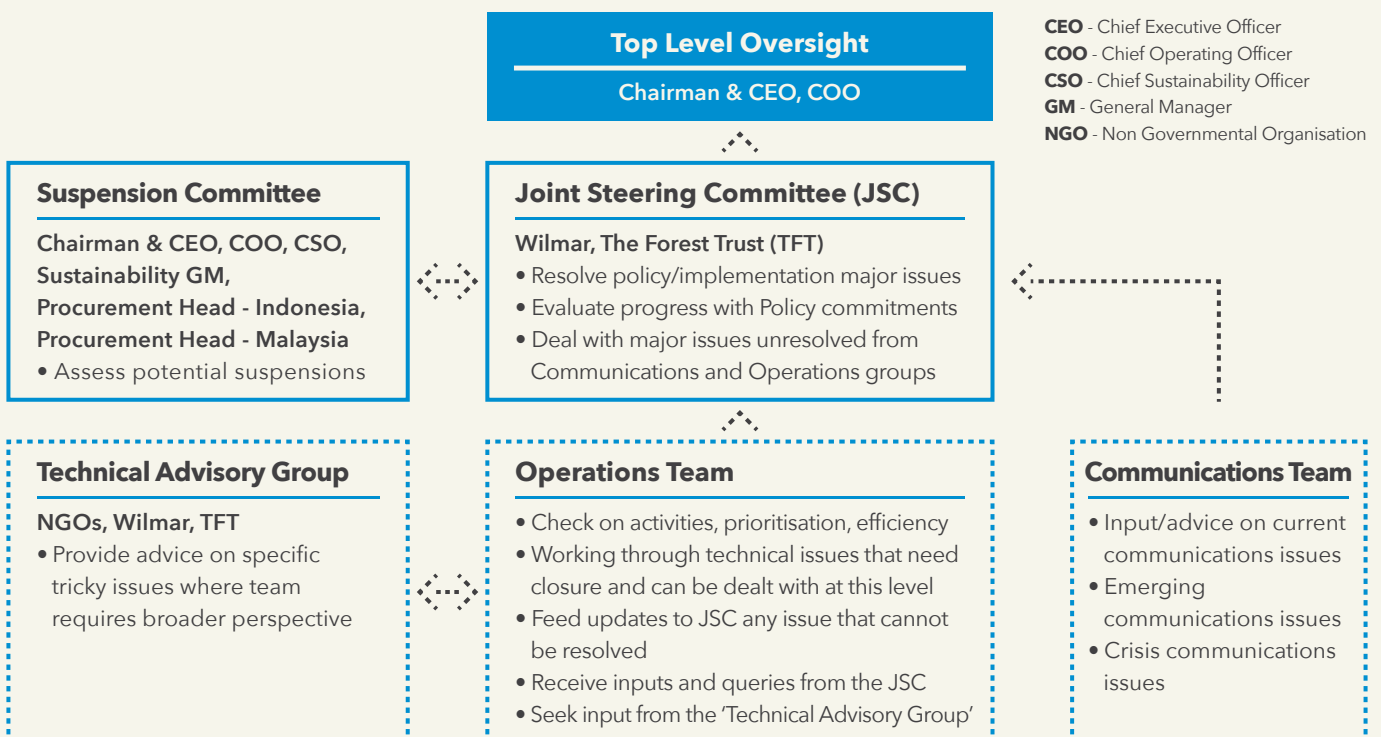 Top Level Oversight
Chairman & CEO, COO
CEO - Chief Executive Officer
COO - Chief Operating Officer
CSO - Chief Sustainability Officer
GM - General Manager
NGO - Non Governmental Organisation
Suspension Committee
Chairman & CEO, COO, CSO,
Sustainability GM,
Procurement Head - Indonesia,
Procurement Head - Malaysia
• Assess potential suspensions
Joint Steering Committee (JSC)
Wilmar, The Forest Trust (TFT)
• Resolve policy/implementation major issues
• Evaluate progress with Policy commitments
• Deal with major issues unresolved from
Communications and Operations groups
Technical Advisory Group
NGOs, Wilmar, TFT
• Provide advice on specific
tricky issues where team
requires broader perspective
Operations Team
• Check on activities, prioritisation, efficiency
• Working through technical issues that need
closure and can be dealt with at this level
• Feed updates to JSC any issue that cannot
be resolved
• Receive inputs and queries from the JSC
• Seek input from the ‘Technical Advisory Group’
Communications Team
• Input/advice on current
communications issues
• Emerging
communications issues
• Crisis communications
issues